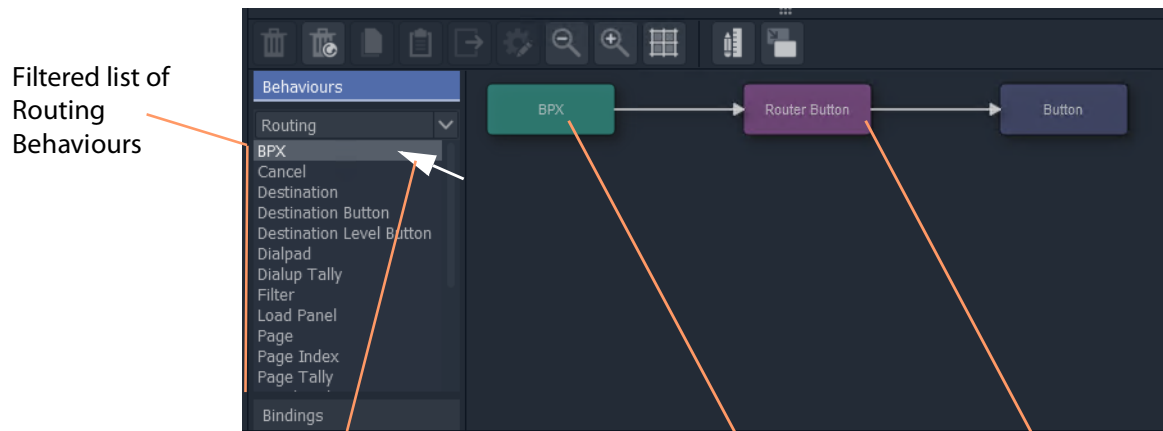 Filtered list of
Routing
Behaviours
Behaviours
Routing
BPX
Cancel
Destination
Destination Button
Destination Level Button
Dialpad
Dialup Tally
Filter
Load Panel
Page
Page Index
Page Tally
Bindings
BPX
Router Button
Button